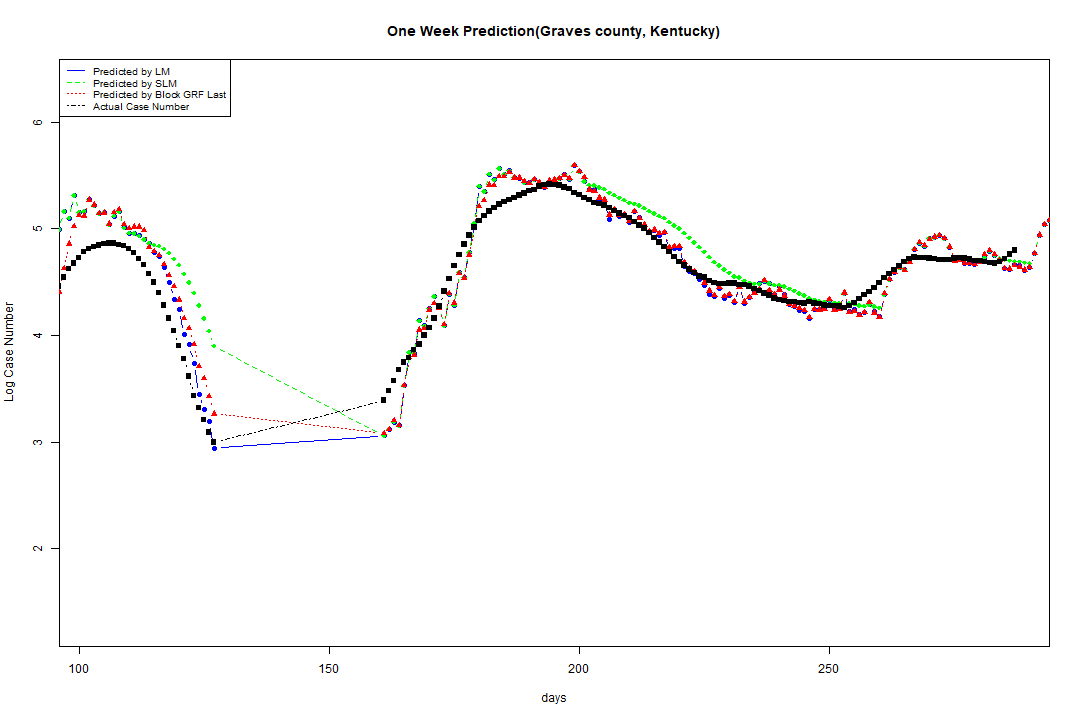 One Week Prediction(Graves county, Kentucky)
Predicted by LM
Predicted by SLM
Predicted by Block GRF Last
Actual Case Number
6
5
4
3
2
Log Case Number
100 150 200 250
days